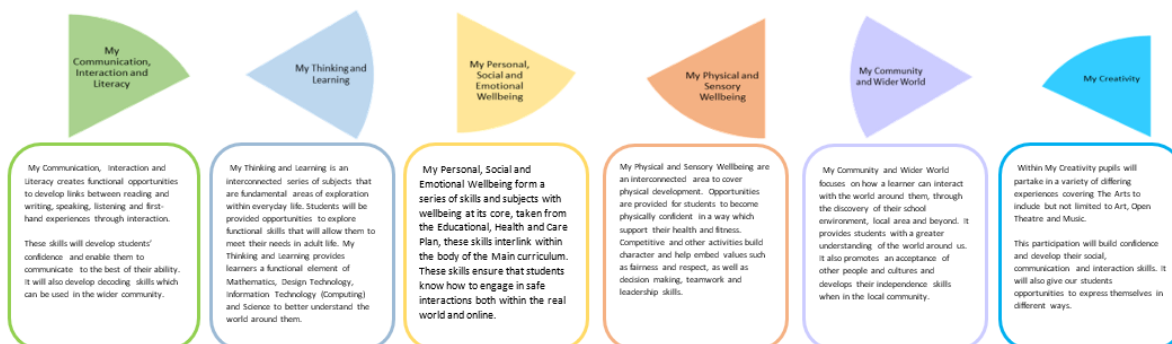 My
Communication,
Interaction and
Literacy
My Thinking and
Learning
My Personal,
Social and
Emotional
Wellbeing
My Physical and
Sensory
Wellbeing
My Community
and Wider World
My Creativity
My Communication, Interaction and
Literacy creates functional opportunities
to develop links between reading and
writing, speaking, listening and first-
hand experiences through interaction.
These skills will develop students'
confidence and enable them to
communicate to the best of their ability.
It will also develop decoding skills which
can be used in the wider community.
My Thinking and Learning is an
interconnected series of subjects that
are fundamental areas of exploration
within everyday life. Students will be
provided opportunities to explore
functional skills that will allow them to
meet their needs in adult life. My
Thinking and Learning provides
learners a functional element of
Mathematics, Design Technology,
Information Technology (Computing)
and Science to better understand the
world around them.
My Personal, Social and
Emotional Wellbeing form a
series of skills and subjects with
wellbeing at its core, taken from
the Educational, Health and Care
Plan, these skills interlink within
the body of the Main curriculum.
These skills ensure that students
know how to engage in safe
interactions both within the real
world and online.
My Physical and Sensory Wellbeing are
an interconnected area to cover
physical development. Opportunities
are provided for students to become
physically confident in a way which
support their health and fitness.
Competitive and other activities build
character and help embed values such
as fairness and respect, as well as
decision making, teamwork and
leadership skills.
My Community and Wider World
focuses on how a learner can interact
with the world around them, through
the discovery of their school
environment, local area and beyond. It
provides students with a greater
understanding of the world around us.
It also promotes an acceptance of
other people and cultures and
develops their independence skills
when in the local community.
Within My Creativity pupils will
partake in a variety of differing
experiences covering The Arts to
include but not limited to Art, Open
Theatre and Music.
This participation will build confidence
and develop their social,
communication and interaction skills. It
will also give our students
opportunities to express themselves in
different ways.